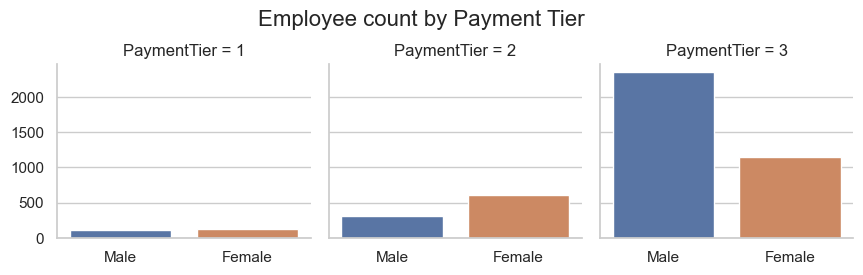 Employee count by Payment Tier
PaymentTier = 1
PaymentTier = 2
PaymentTier = 3
2000
1500
1000
500
0
Male
Female
Male
Female
Male
Female